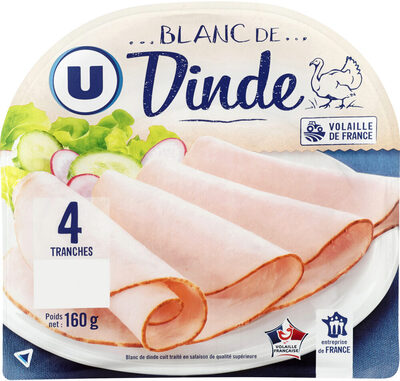 ...BLANC DE...
U
Dinde
VOLAILLE
DE FRANCE
4
TRANCHES
Poids
net : 160 g
VOLAILLE
FRANÇAISE
entreprise
de FRANCE
Blanc de dinde cuit traité en salaison de qualité supérieure